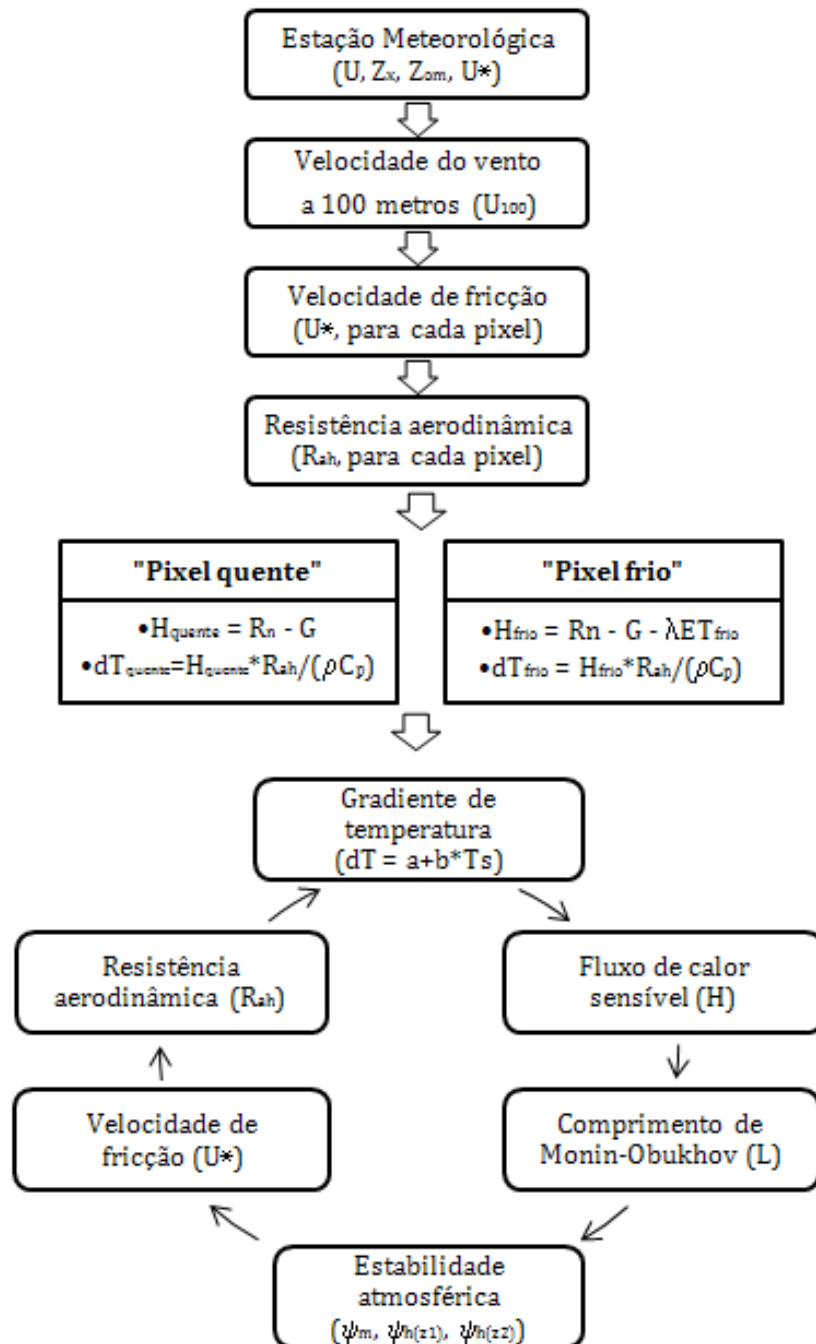 Estação Meteorológica
(U, Zx, Zom, U*)
Velocidade do vento
a 100 metros (U100)
Velocidade de fricção
(U*, para cada pixel)
Resistência aerodinâmica
(Rah, para cada pixel)
"Pixel quente"
•Hquente = Rn - G
•dTquente=Hquente*Rah/(ρCp)
"Pixel frio"
•Hfrio = Rn - G - λETfrio
•dTfrio = Hfrio*Rah/(ρCp)
Gradiente de
temperatura
(dT = a+b*Ts)
Resistência
aerodinâmica (Rah)
Fluxo de calor
sensível (H)
Velocidade de
fricção (U*)
Comprimento de
Monin-Obukhov (L)
Estabilidade
atmosférica
(ψm, ψh(z1), ψh(z2))